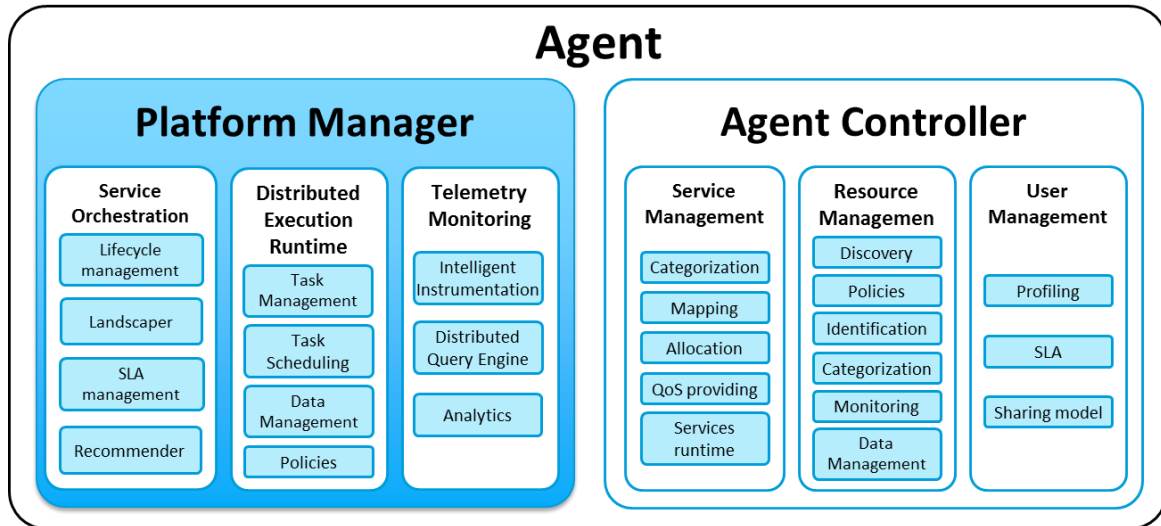 Agent
Platform Manager
Service
Orchestration
Lifecycle
management
Landscaper
SLA
management
Recommender
Distributed
Execution
Runtime
Task
Management
Task
Scheduling
Data
Management
Policies
Telemetry
Monitoring
Intelligent
Instrumentation
Distributed
Query Engine
Analytics
Agent Controller
Service
Management
Categorization
Mapping
Allocation
QoS providing
Services
runtime
Resource
Managemen
Discovery
Policies
Identification
Categorization
Monitoring
Data
Management
User
Management
Profiling
SLA
Sharing model